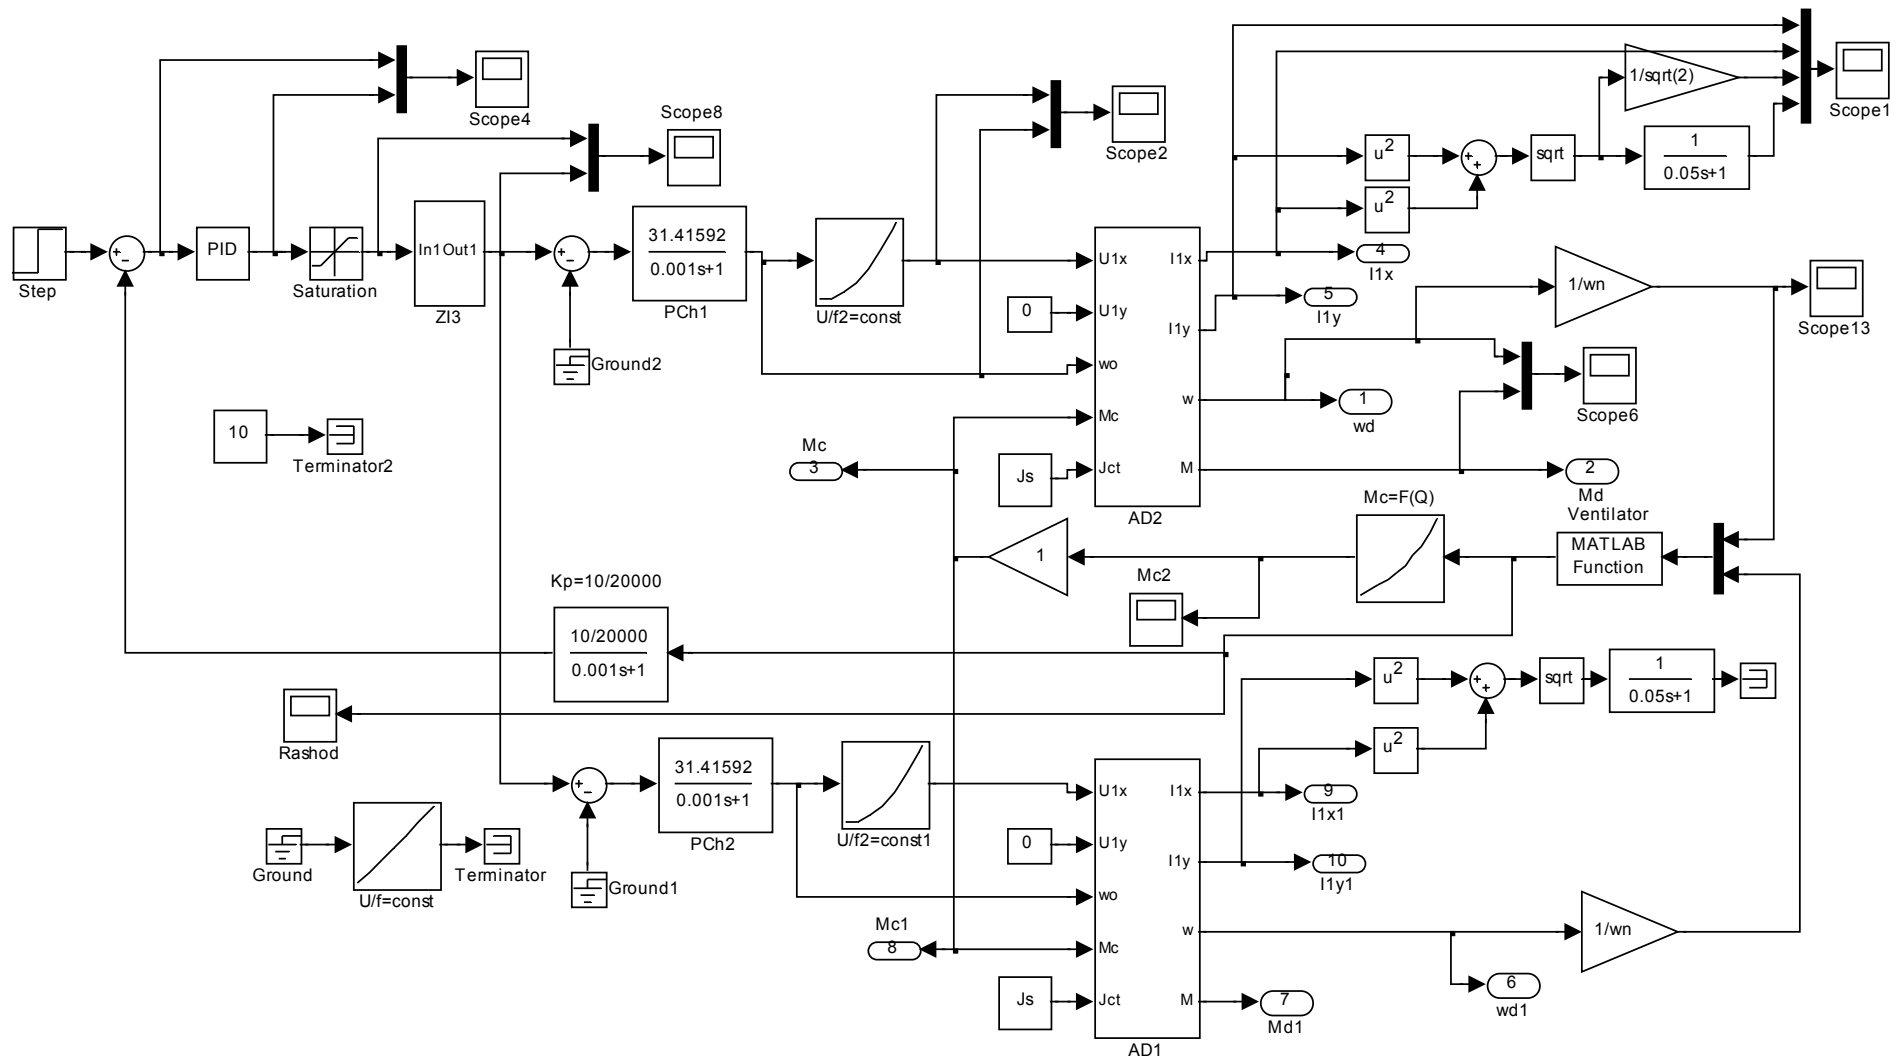 1/sqrt(2)
Scope1
Scope4
Scope8
Scope2
u2
+
+
sqrt
1
0.05s+1
u2
Step
+
−
PID
Saturation
In1Out1
ZI3
+
−
Ground2
31.41592
0.001s+1
PCh1
U/f2=const
U1x
U1y
wo
Mc
Jct
I1x
I1y
w
M
AD2
0
Js
4
I1x
5
I1y
1/wn
Scope13
Scope6
1
wd
2
Md
10
Terminator2
Mc
3
Mc=F(Q)
Ventilator
MATLAB
Function
1
Mc2
Kp=10/20000
10/20000
0.001s+1
Rashod
u2
+
+
sqrt
1
0.05s+1
u2
+
−
Ground1
31.41592
0.001s+1
PCh2
U/f2=const1
U1x
U1y
wo
Mc
Jct
I1x
I1y
w
M
AD1
0
Js
9
I1x1
10
I1y1
Ground
U/f=const
Terminator
Mc1
8
1/wn
6
wd1
7
Md1